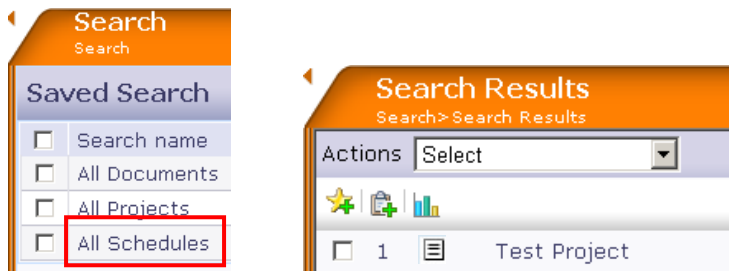 Search
Search
Saved Search
Search name
All Documents
All Projects
All Schedules
Search Results
Search>Search Results
Actions Select
1 Test Project